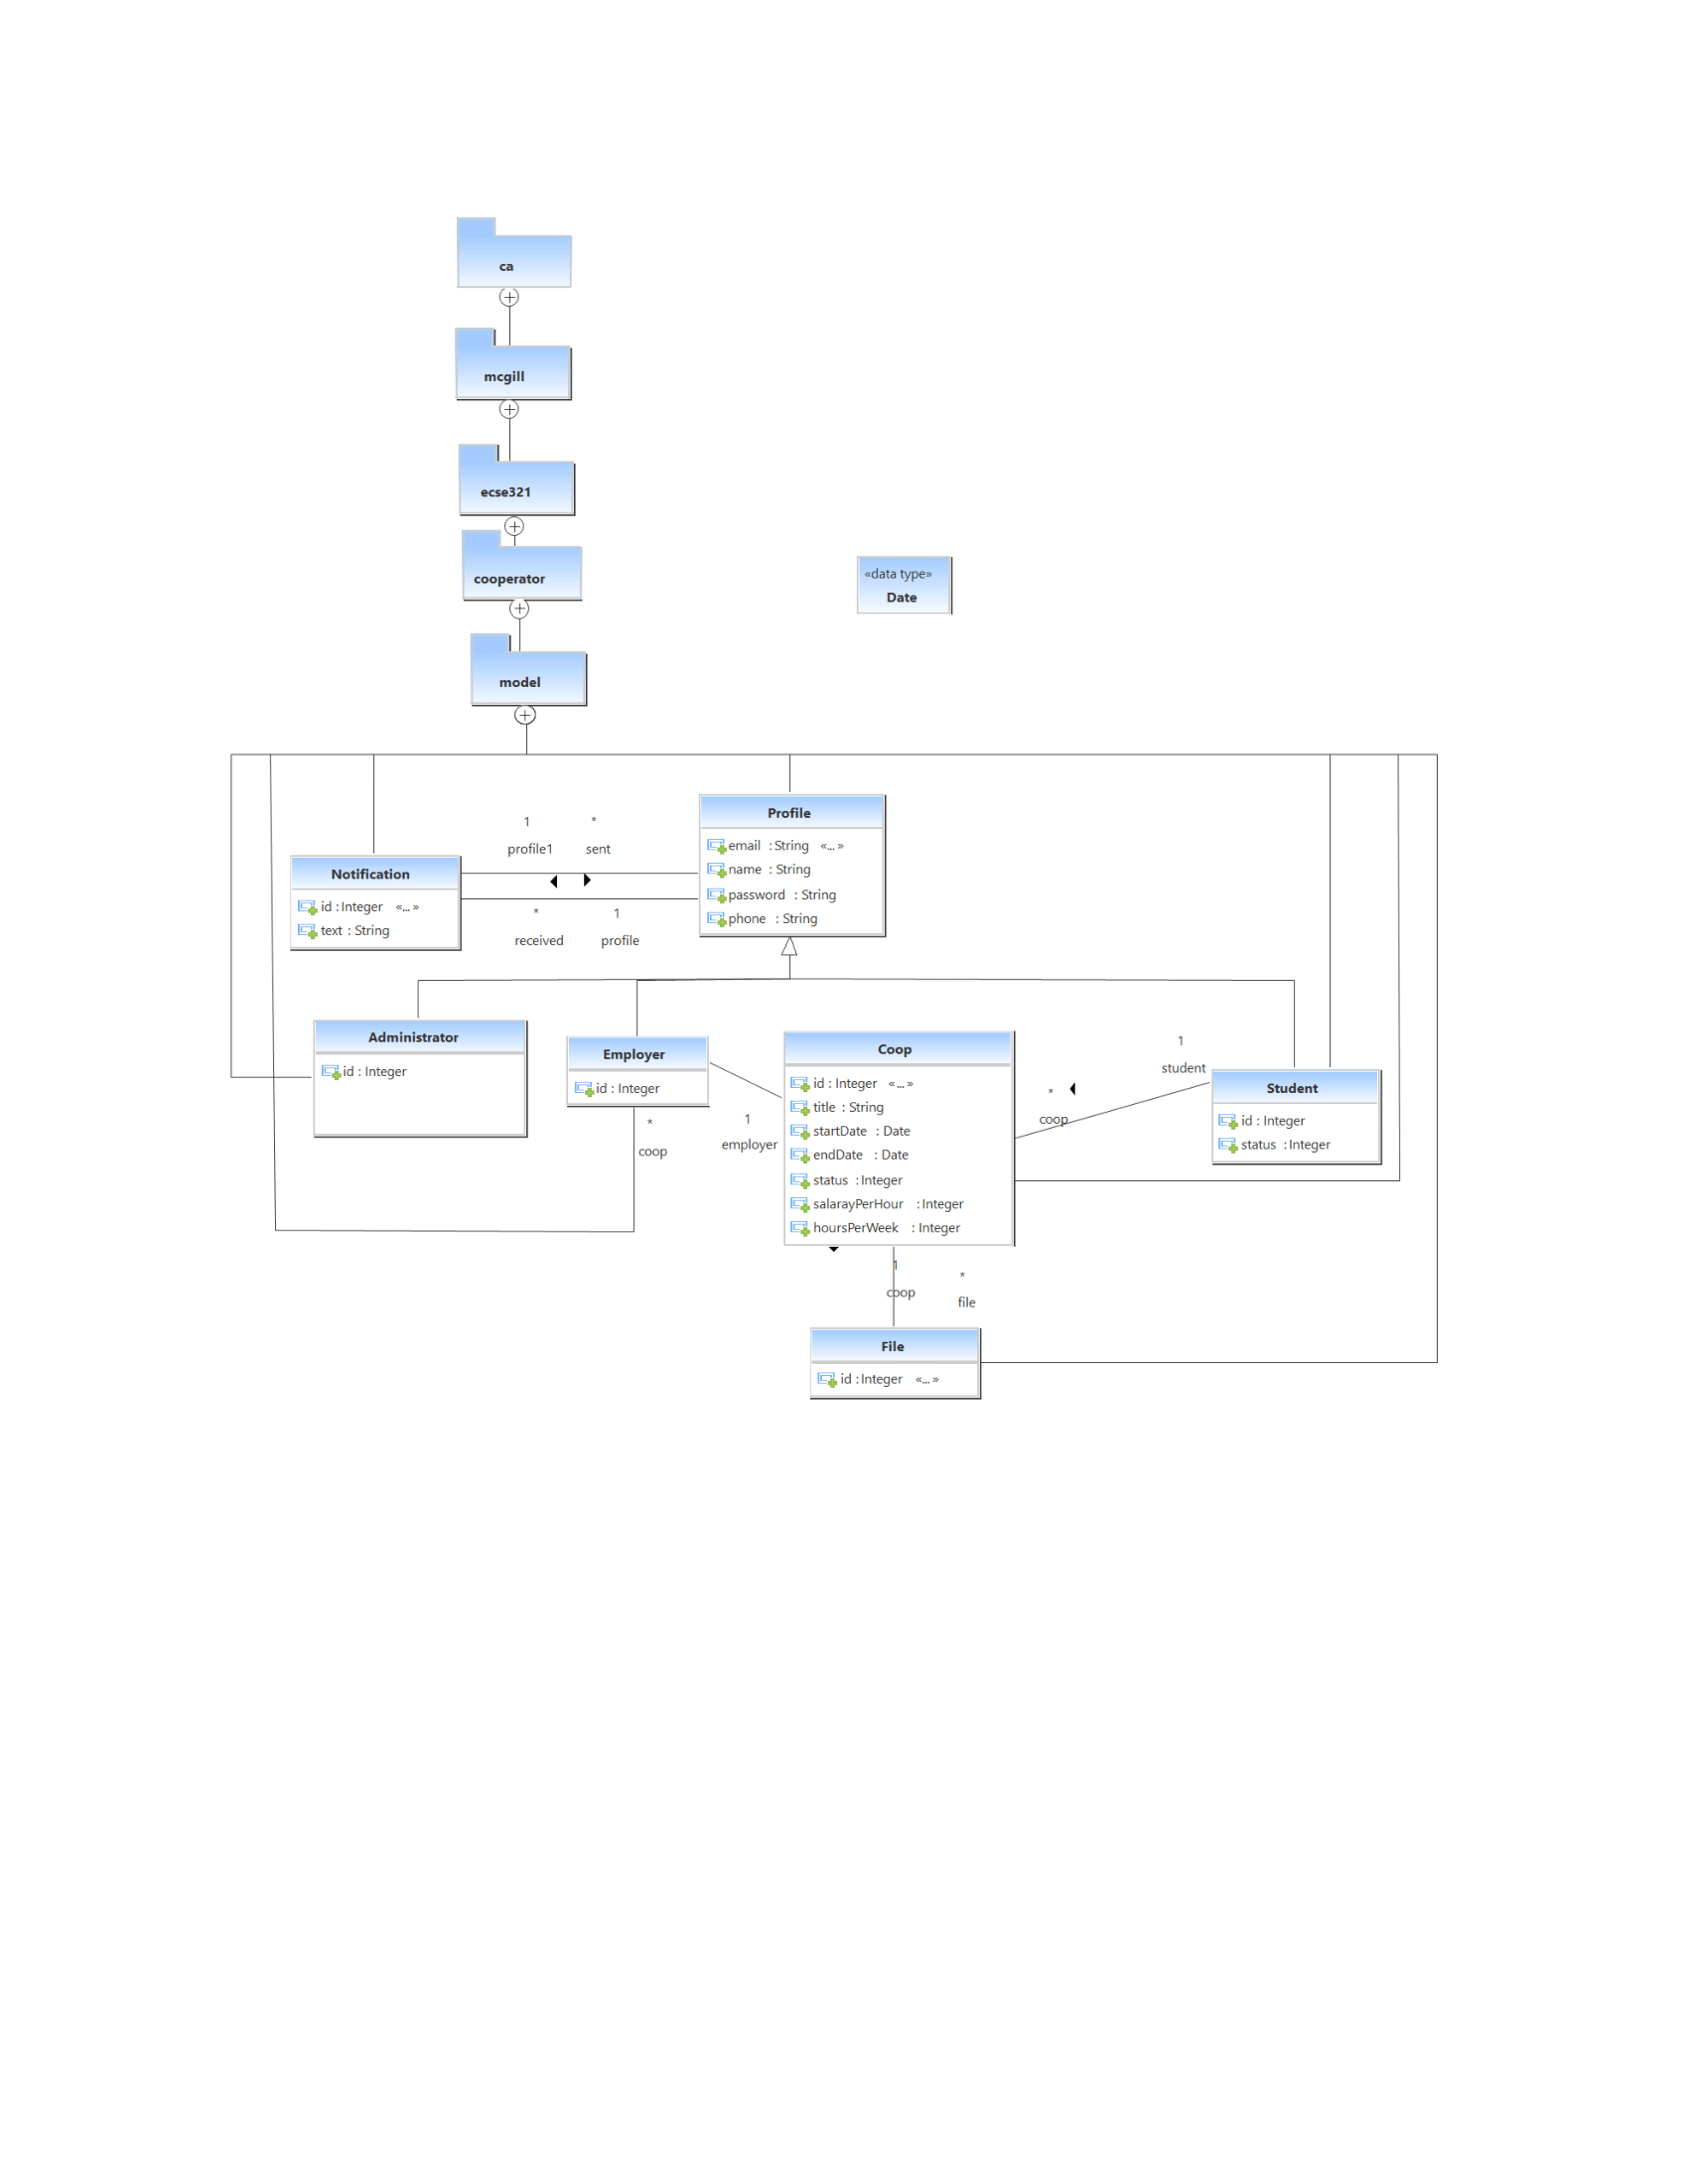 ca
mcgill
ecse321
cooperator
«data type»
Date
model
Profile
email : String «...»
name : String
password : String
phone : String
1 *
profile1 sent
Notification
id : Integer «...»
text : String
* 1
received profile
Administrator
id : Integer
Employer
id : Integer
*
coop
1
employer
Coop
id : Integer «...»
title : String
startDate : Date
endDate : Date
status : Integer
salarayPerHour : Integer
hoursPerWeek : Integer
1
student
*
coop
Student
id : Integer
status : Integer
1
coop
*
file
File
id : Integer «...»